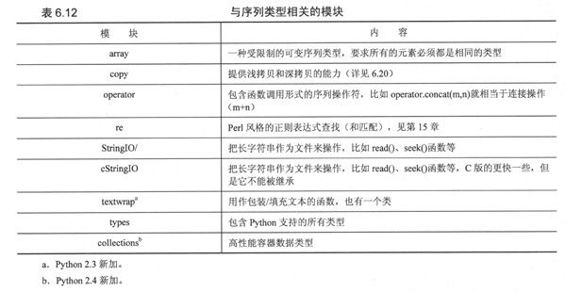 表 6.12 与序列类型相关的模块
模 块 内 容
array 一种受限制的可变序列类型，要求所有的元素必须都是相同的类型
copy 提供浅拷贝和深拷贝的能力（详见 6.20）
operator 包含函数调用形式的序列操作符，比如 operator.concat(m,n)就相当于连接操作
（m+n）
re Perl 风格的正则表达式查找（和匹配），见第 15 章
StringIO/ 把长字符串作为文件来操作，比如 read()、seek()函数等
cStringIO 把长字符串作为文件来操作，比如 read()、seek()函数等，C 版的更快一些，但
是它不能被继承
textwrapa 用作包装/填充文本的函数，也有一个类
types 包含 Python 支持的所有类型
collectionsb 高性能容器数据类型
a．Python 2.3 新加。
b．Python 2.4 新加。